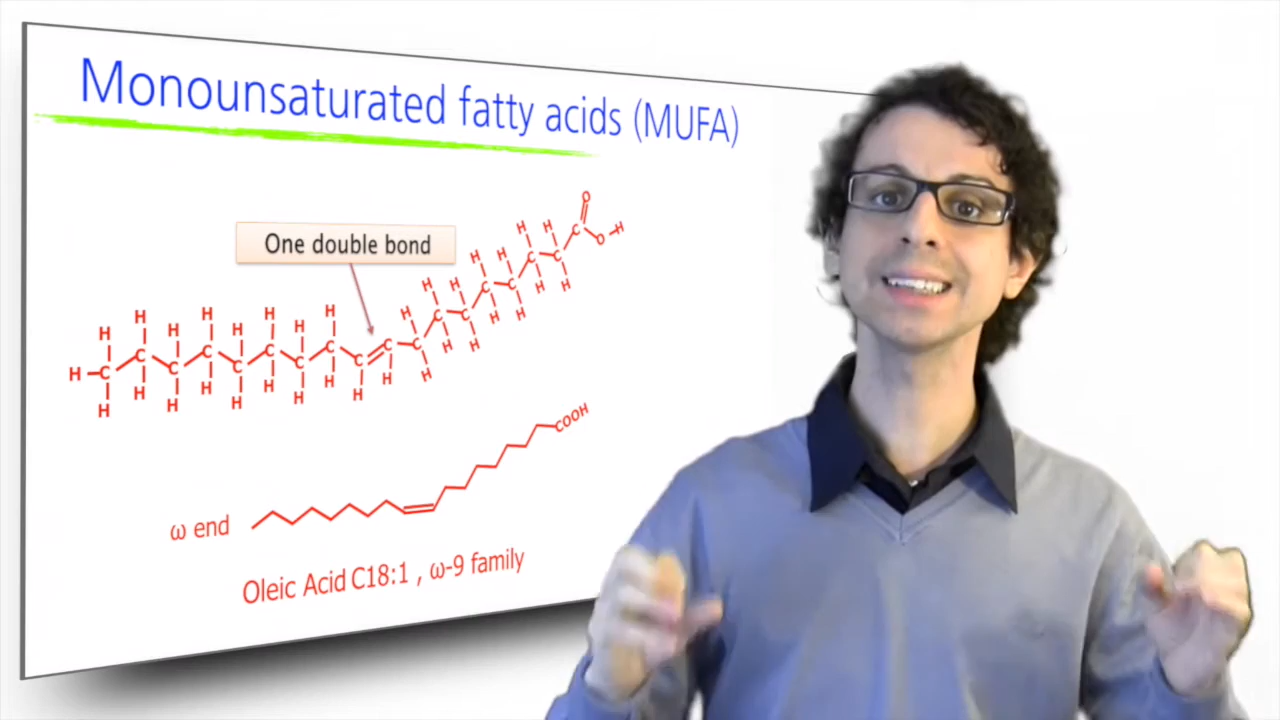 Monounsaturated fatty acids (MUFA)
One double bond
O
H H H C O H
H H C C H
H H H C C H H
H H H H H H H H C C H H
H C C C C C C C C C C C H H
H H H H H H H H H H H
COOH
ω end
Oleic Acid C18:1 , ω-9 family